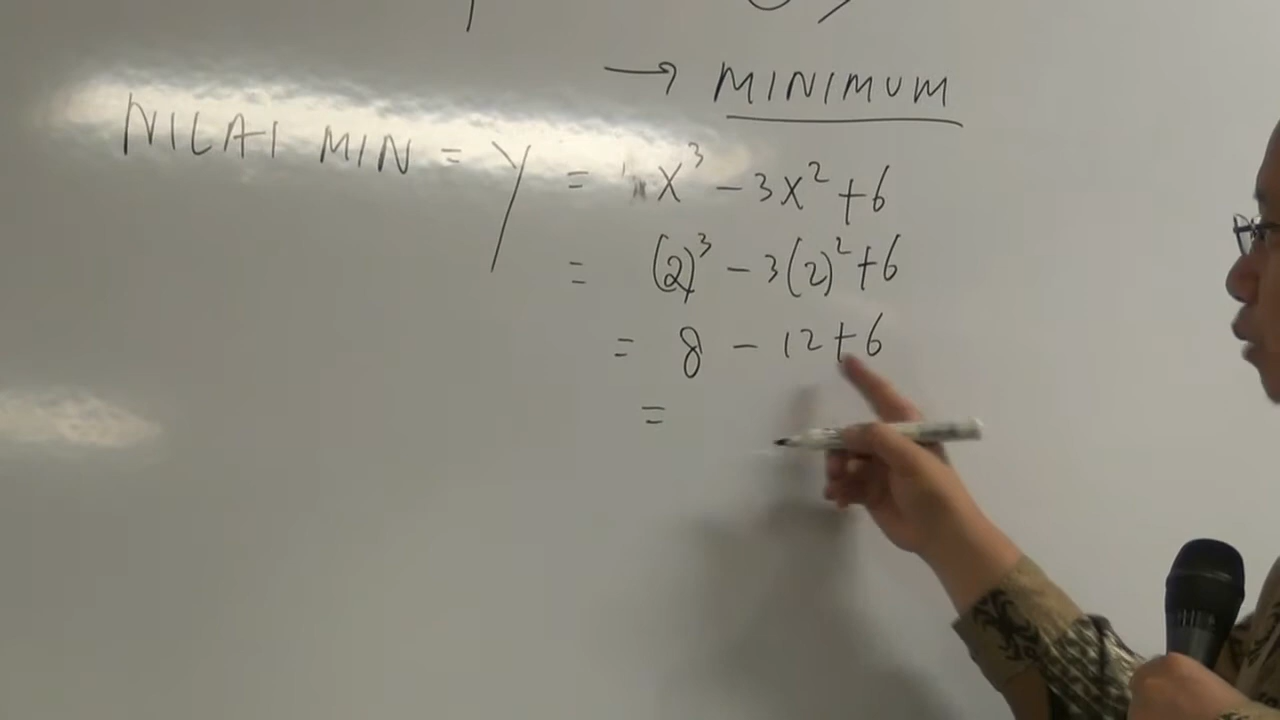 → MINIMUM
NILAI MIN = Y = x³ - 3x² + 6
= (2)³ - 3(2)² + 6
= 8 - 12 + 6
=